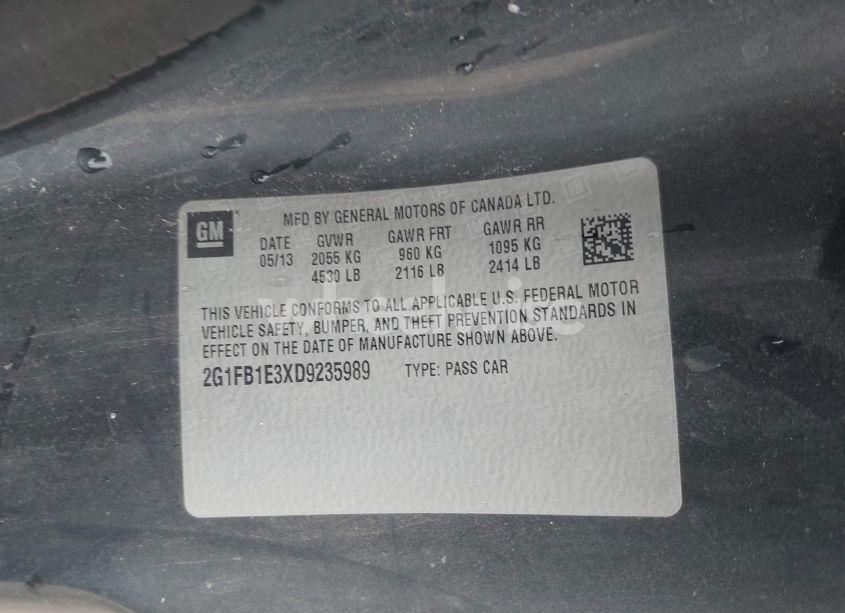 MFD BY GENERAL MOTORS OF CANADA LTD.
GM
DATE GVWR GAWR FRT GAWR RR
05/13 2055 KG 960 KG 1095 KG
4530 LB 2116 LB 2414 LB
THIS VEHICLE CONFORMS TO ALL APPLICABLE U.S. FEDERAL MOTOR
VEHICLE SAFETY, BUMPER, AND THEFT PREVENTION STANDARDS IN
EFFECT ON THE DATE OF MANUFACTURE SHOWN ABOVE.
2G1FB1E3XD9235989 TYPE: PASS CAR